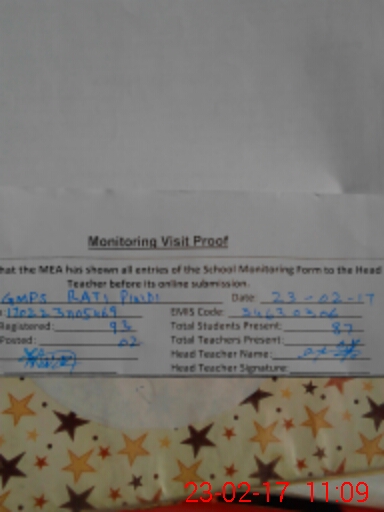 Monitoring Visit Proof
hat the MEA has shown all entries of the School Monitoring Form to the Head
Teacher before its online submission.
GMPS RATI PINDI Date: 23-02-17
EMIS Code:
Registered: 93 Total Students Present: 87
Posted: 02 Total Teachers Present:
Head Teacher Name:
Head Teacher Signature:
23-02-17 11:09